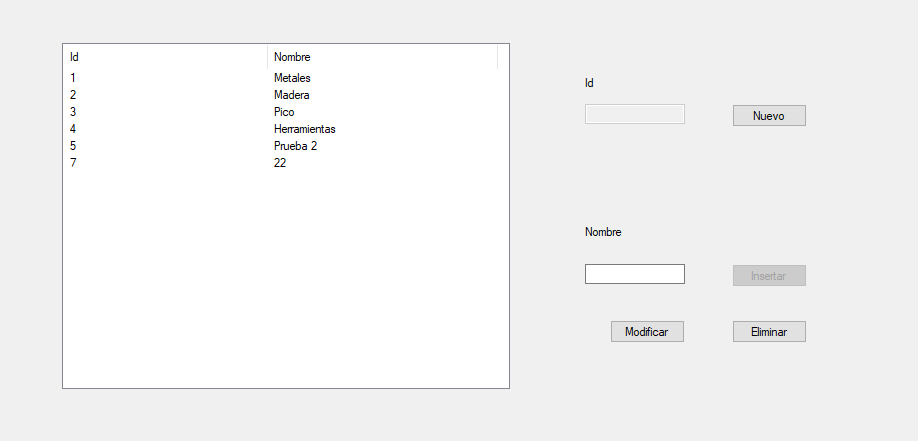 Id Nombre
1 Metales
2 Madera
3 Pico
4 Herramientas
5 Prueba 2
7 22
Id
Nuevo
Nombre
Insertar
Modificar Eliminar